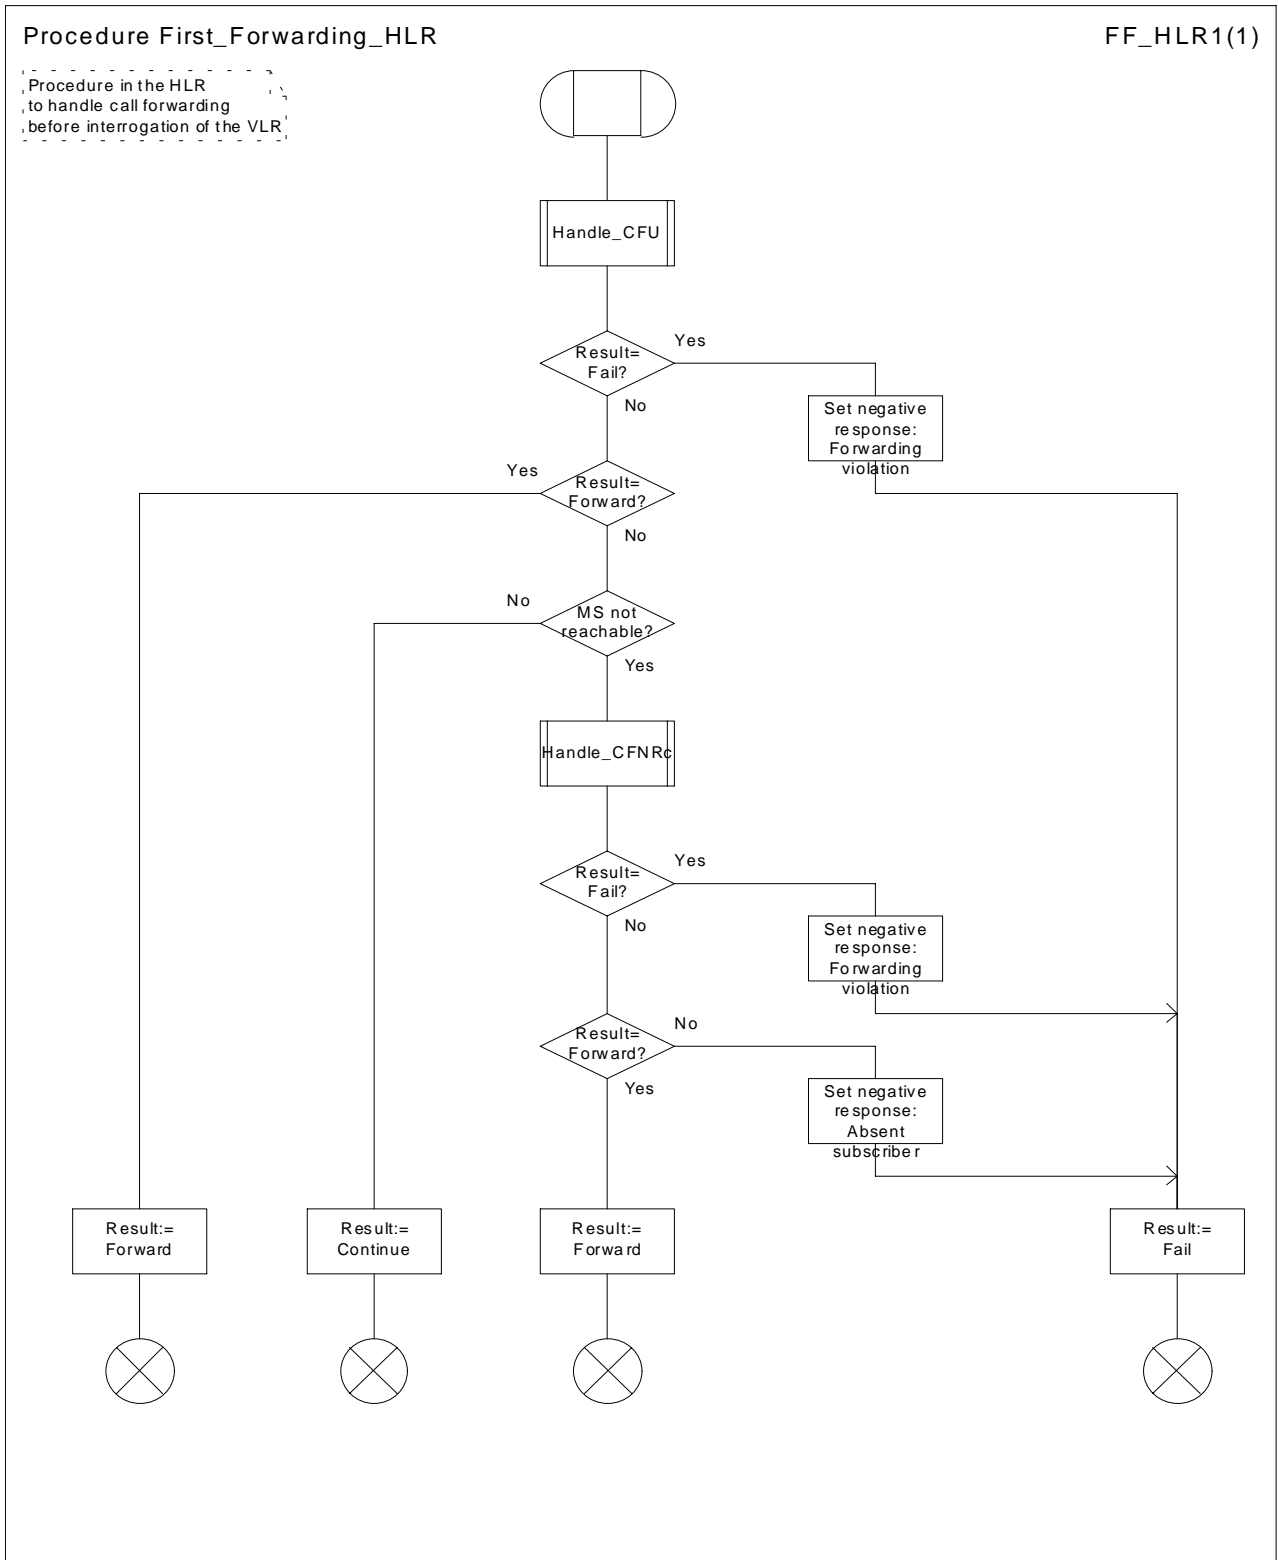 Procedure First_Forwarding_HLR
FF_HLR1(1)
Procedure in the HLR
to handle call forwarding
before interrogation of the VLR
Handle_CFU
Result=
Fail?
Yes
No
Set negative
response:
Forwarding
violation
Result=
Forward?
Yes
No
MS not
reachable?
No
Yes
Handle_CFNRc
Result=
Fail?
Yes
No
Set negative
response:
Forwarding
violation
Result=
Forward?
No
Yes
Set negative
response:
Absent
subscriber
Result:=
Forward
Result:=
Continue
Result:=
Forward
Result:=
Fail